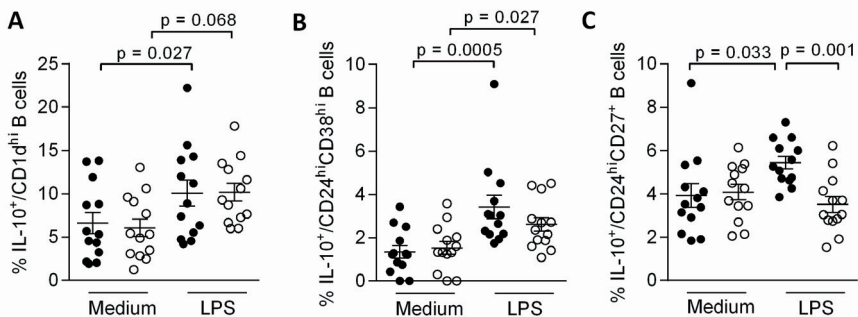 A
p = 0.068
p = 0.027
% IL-10+/CD1dhi B cells
25
20
15
10
5
0
Medium
LPS
B
p = 0.027
p = 0.0005
% IL-10+/CD24hiCD38hi B cells
10
8
6
4
2
0
Medium
LPS
C
p = 0.033
p = 0.001
% IL-10+/CD24hiCD27+ B cells
10
8
6
4
2
0
Medium
LPS